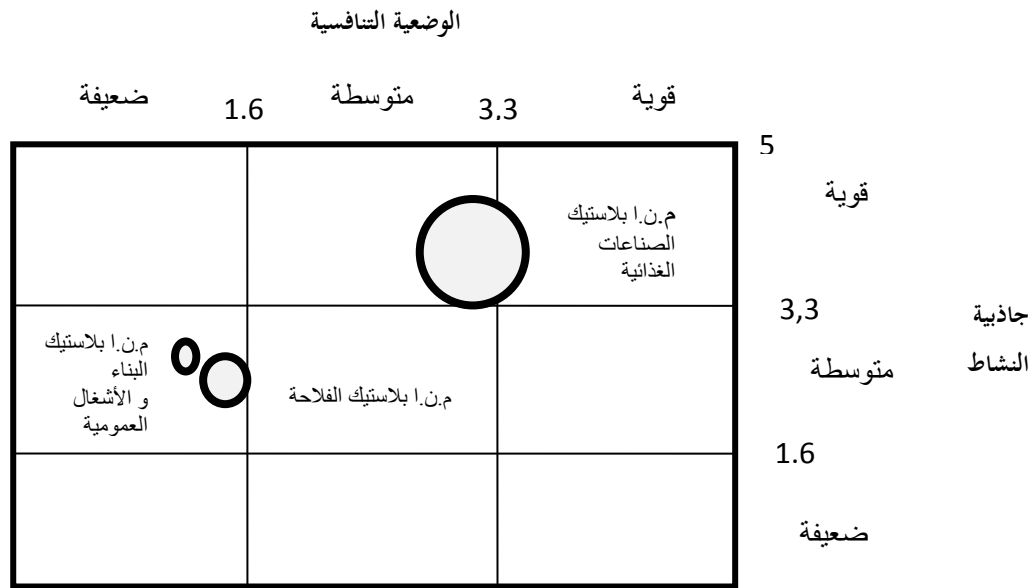 الوضعية التنافسية
قوية
متوسطة
ضعيفة
3.3
1.6
5
قوية
م.ن.ا بلاستيك
الصناعات
الغذائية
3,3
جاذبية
النشاط
متوسطة
م.ن.ا بلاستيك الفلاحة
م.ن.ا بلاستيك
البناء
و الأشغال
العمومية
1.6
ضعيفة